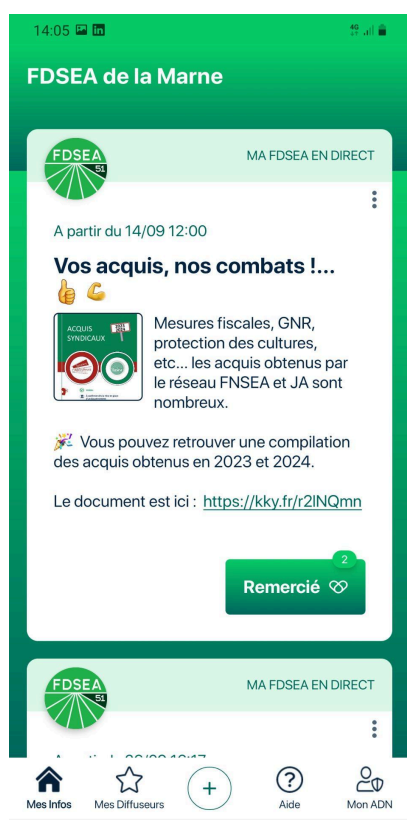 14:05
4G
FDSEA de la Marne
FDSEA
51
MA FDSEA EN DIRECT
A partir du 14/09 12:00
Vos acquis, nos combats !...
👍 💪
ACQUIS
SYNDICAUX
Mesures fiscales, GNR,
protection des cultures,
etc... les acquis obtenus par
le réseau FNSEA et JA sont
nombreux.
🎉 Vous pouvez retrouver une compilation
des acquis obtenus en 2023 et 2024.
Le document est ici : https://kky.fr/r2lNQmn
2
Remercié
FDSEA
51
MA FDSEA EN DIRECT
Mes Infos
Mes Diffuseurs
+
Aide
Mon ADN